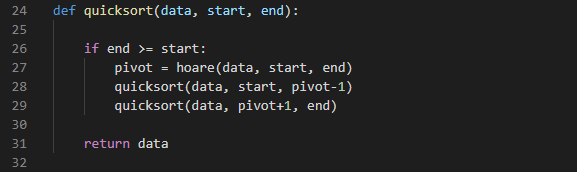 24 def quicksort(data, start, end):
25
26     if end >= start:
27         pivot = hoare(data, start, end)
28         quicksort(data, start, pivot-1)
29         quicksort(data, pivot+1, end)
30
31     return data
32